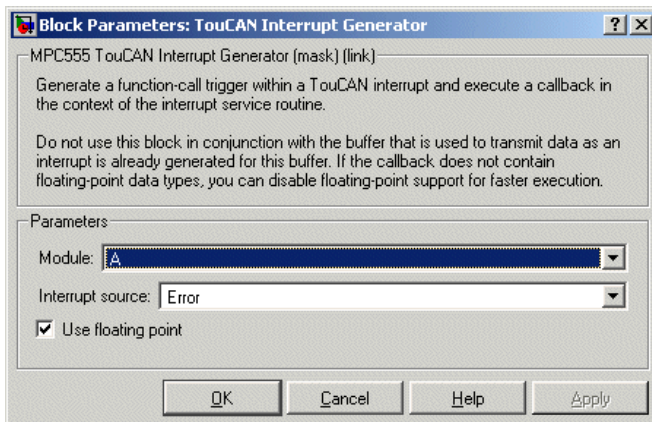 Block Parameters: TouCAN Interrupt Generator
MPC555 TouCAN Interrupt Generator (mask) (link)
Generate a function-call trigger within a TouCAN interrupt and execute a callback in
the context of the interrupt service routine.
Do not use this block in conjunction with the buffer that is used to transmit data as an
interrupt is already generated for this buffer. If the callback does not contain
floating-point data types, you can disable floating-point support for faster execution.
Parameters
Module: A
Interrupt source: Error
Use floating point
OK Cancel Help Apply